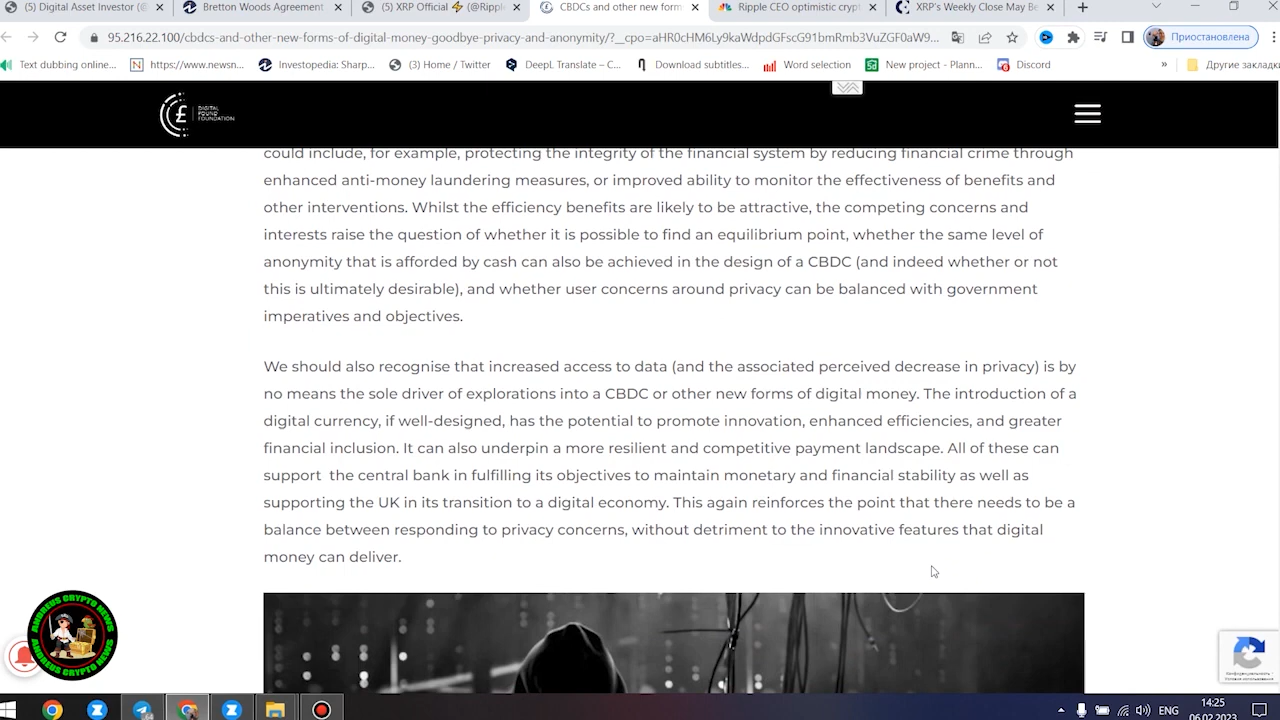 (5) Digital Asset Investor (@
Bretton Woods Agreement
(5) XRP Official ⚡ (@Ripple
CBDCs and other new form
Ripple CEO optimistic crypt
XRP's Weekly Close May Be
95.216.22.100/cbdcs-and-other-new-forms-of-digital-money-goodbye-privacy-and-anonymity/?__cpo=aHR0cHM6Ly9kaWdpdGFscG91bmRmb3VuZGF0aW9...
Приостановлена
Text dubbing online...
https://www.newsn...
Investopedia: Sharp...
(3) Home / Twitter
DeepL Translate – C...
Download subtitles...
Word selection
New project - Plann...
Discord
»
Другие закладки
DIGITAL
POUND
FOUNDATION
could include, for example, protecting the integrity of the financial system by reducing financial crime through
enhanced anti-money laundering measures, or improved ability to monitor the effectiveness of benefits and
other interventions. Whilst the efficiency benefits are likely to be attractive, the competing concerns and
interests raise the question of whether it is possible to find an equilibrium point, whether the same level of
anonymity that is afforded by cash can also be achieved in the design of a CBDC (and indeed whether or not
this is ultimately desirable), and whether user concerns around privacy can be balanced with government
imperatives and objectives.
We should also recognise that increased access to data (and the associated perceived decrease in privacy) is by
no means the sole driver of explorations into a CBDC or other new forms of digital money. The introduction of a
digital currency, if well-designed, has the potential to promote innovation, enhanced efficiencies, and greater
financial inclusion. It can also underpin a more resilient and competitive payment landscape. All of these can
support the central bank in fulfilling its objectives to maintain monetary and financial stability as well as
supporting the UK in its transition to a digital economy. This again reinforces the point that there needs to be a
balance between responding to privacy concerns, without detriment to the innovative features that digital
money can deliver.
ANDREUS CRYPTO NEWS
ANDREUS CRYPTO NEWS
Конфиденциальность -
Условия использования
ENG
14:25
06.02.2023